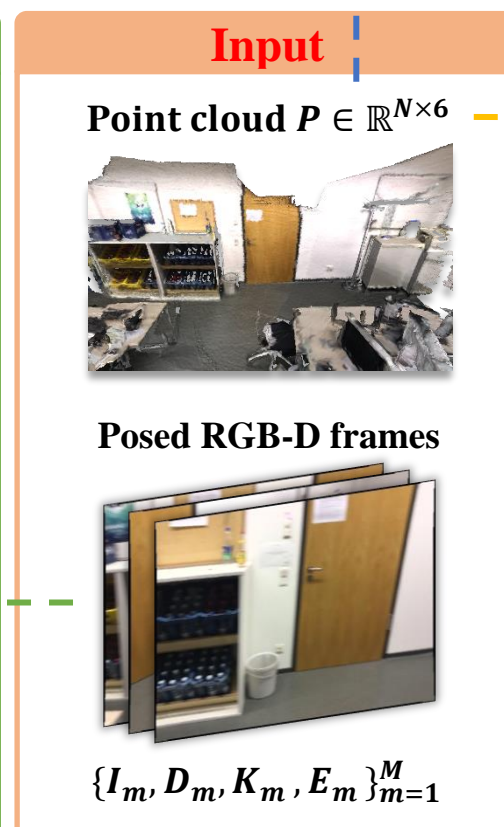 Input
Point cloud P ∈ ℝ^{N×6}
Posed RGB-D frames
{I_m, D_m, K_m, E_m}_{m=1}^{M}